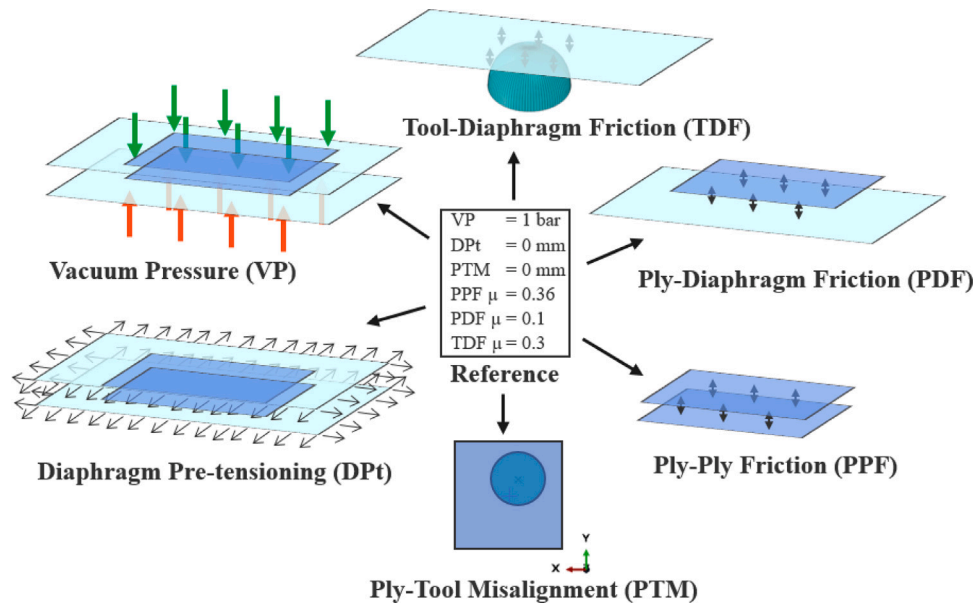 Tool-Diaphragm Friction (TDF)
Vacuum Pressure (VP)
VP = 1 bar
DPt = 0 mm
PTM = 0 mm
PPF μ = 0.36
PDF μ = 0.1
TDF μ = 0.3
Reference
Ply-Diaphragm Friction (PDF)
Diaphragm Pre-tensioning (DPt)
Ply-Ply Friction (PPF)
Y
X
Ply-Tool Misalignment (PTM)